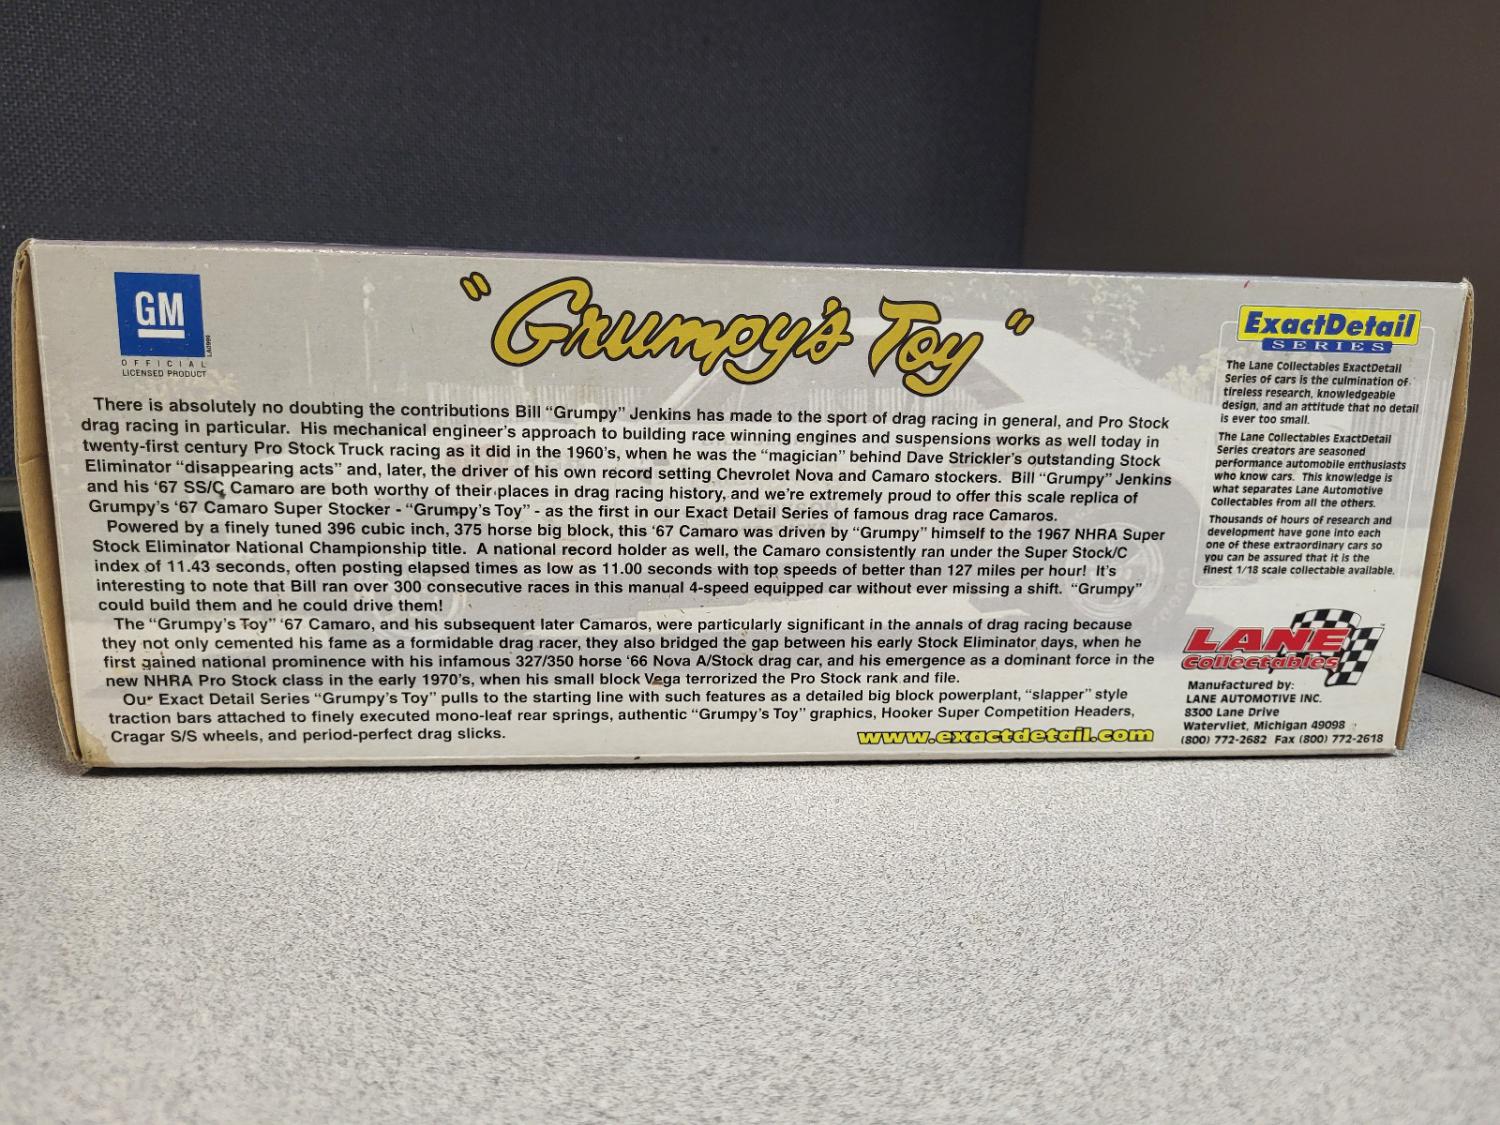 GM
OFFICIAL
LICENSED PRODUCT
"Grumpy's Toy"
There is absolutely no doubting the contributions Bill "Grumpy" Jenkins has made to the sport of drag racing in general, and Pro Stock
drag racing in particular. His mechanical engineer's approach to building race winning engines and suspensions works as well today in
twenty-first century Pro Stock Truck racing as it did in the 1960's, when he was the "magician" behind Dave Strickler's outstanding Stock
Eliminator "disappearing acts" and, later, the driver of his own record setting Chevrolet Nova and Camaro stockers. Bill "Grumpy" Jenkins
and his '67 SS/C Camaro are both worthy of their places in drag racing history, and we're extremely proud to offer this scale replica of
Grumpy's '67 Camaro Super Stocker - "Grumpy's Toy" - as the first in our Exact Detail Series of famous drag race Camaros.
Powered by a finely tuned 396 cubic inch, 375 horse big block, this '67 Camaro was driven by "Grumpy" himself to the 1967 NHRA Super
Stock Eliminator National Championship title. A national record holder as well, the Camaro consistently ran under the Super Stock/C
index of 11.43 seconds, often posting elapsed times as low as 11.00 seconds with top speeds of better than 127 miles per hour! It's
interesting to note that Bill ran over 300 consecutive races in this manual 4-speed equipped car without ever missing a shift. "Grumpy"
could build them and he could drive them!
The "Grumpy's Toy" '67 Camaro, and his subsequent later Camaros, were particularly significant in the annals of drag racing because
they not only cemented his fame as a formidable drag racer, they also bridged the gap between his early Stock Eliminator days, when he
first gained national prominence with his infamous 327/350 horse '66 Nova A/Stock drag car, and his emergence as a dominant force in the
new NHRA Pro Stock class in the early 1970's, when his small block Vega terrorized the Pro Stock rank and file.
Our Exact Detail Series "Grumpy's Toy" pulls to the starting line with such features as a detailed big block powerplant, "slapper" style
traction bars attached to finely executed mono-leaf rear springs, authentic "Grumpy's Toy" graphics, Hooker Super Competition Headers,
Cragar S/S wheels, and period-perfect drag slicks.
www.exactdetail.com
ExactDetail
SERIES
The Lane Collectables ExactDetail
Series of cars is the culmination of
tireless research, knowledgeable
design, and an attitude that no detail
is ever too small.
The Lane Collectables ExactDetail
Series creators are seasoned
performance automobile enthusiasts
who know cars. This knowledge is
what separates Lane Automotive
Collectables from all the others.
Thousands of hours of research and
development have gone into each
one of these extraordinary cars so
you can be assured that it is the
finest 1/18 scale collectable available.
LANE
Collectables
Manufactured by:
LANE AUTOMOTIVE INC.
8300 Lane Drive
Watervliet, Michigan 49098
(800) 772-2682 Fax (800) 772-2618